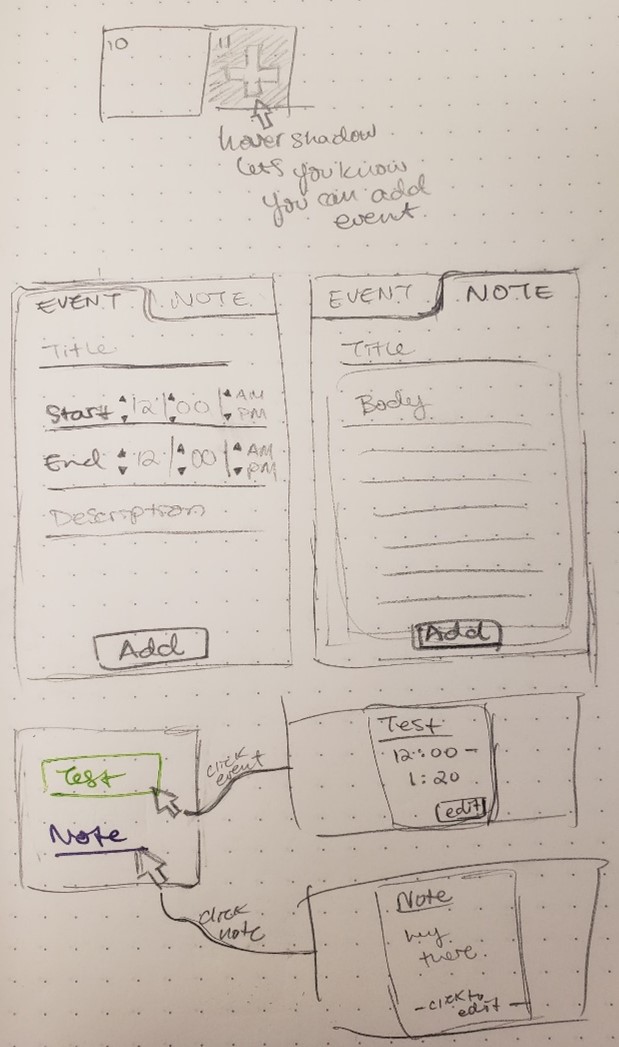 10
11
hover shadow
lets you know
you can add
event.
EVENT NOTE
Title
Start 12 00 AM
PM
End 12 00 AM
PM
Description
Add
EVENT NOTE
Title
Body
Add
Test
Note
click
event
Test
12:00 -
1:20
edit
click
note
Note
hey
there.
- click to
edit -